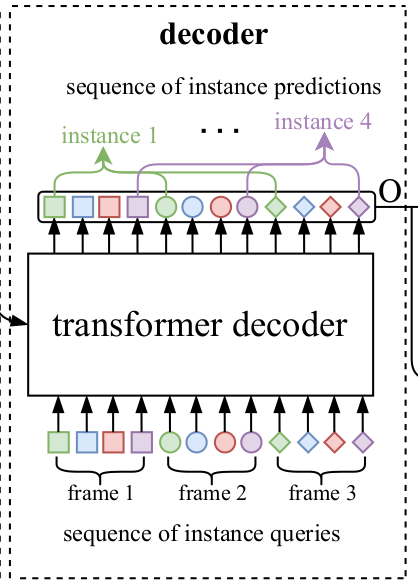 decoder
sequence of instance predictions
instance 1 ... instance 4
O
transformer decoder
frame 1 frame 2 frame 3
sequence of instance queries